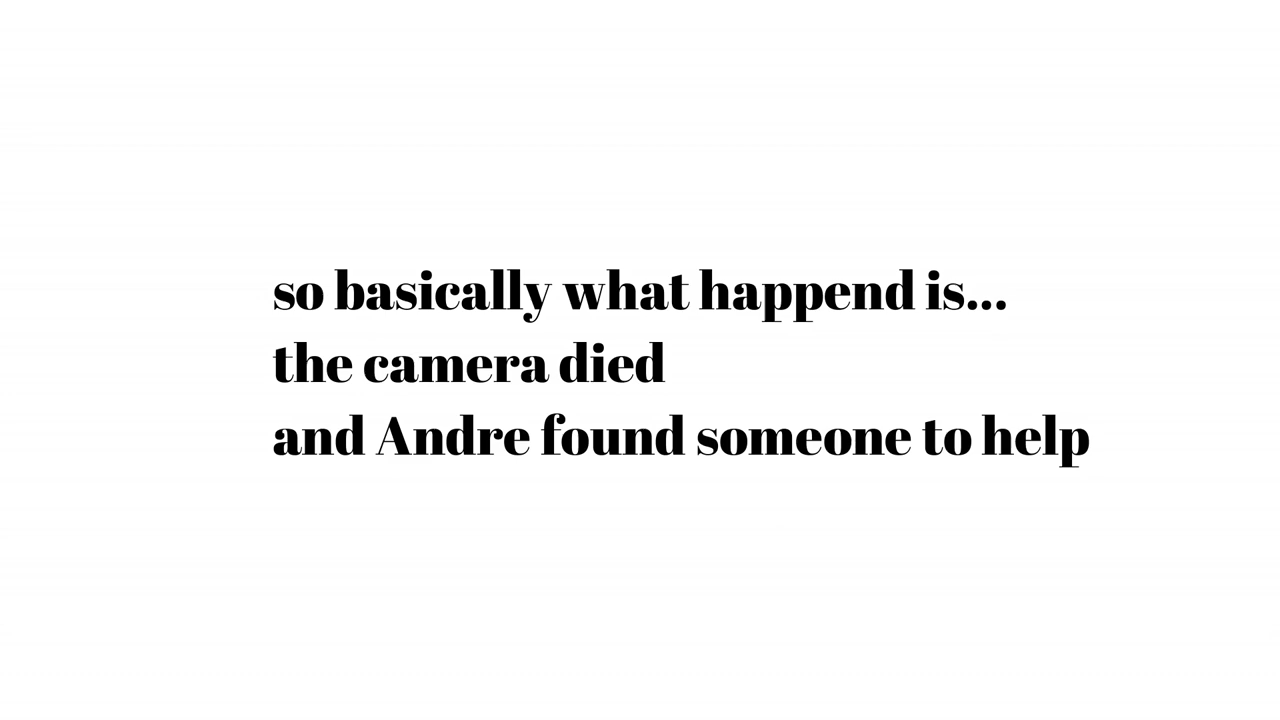 so basically what happend is...
the camera died
and Andre found someone to help